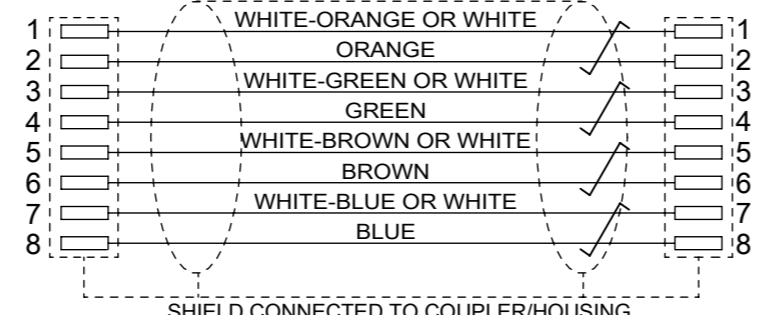 1 WHITE-ORANGE OR WHITE 1
2 ORANGE 2
3 WHITE-GREEN OR WHITE 3
4 GREEN 4
5 WHITE-BROWN OR WHITE 5
6 BROWN 6
7 WHITE-BLUE OR WHITE 7
8 BLUE 8
SHIELD CONNECTED TO COUPLER/HOUSING